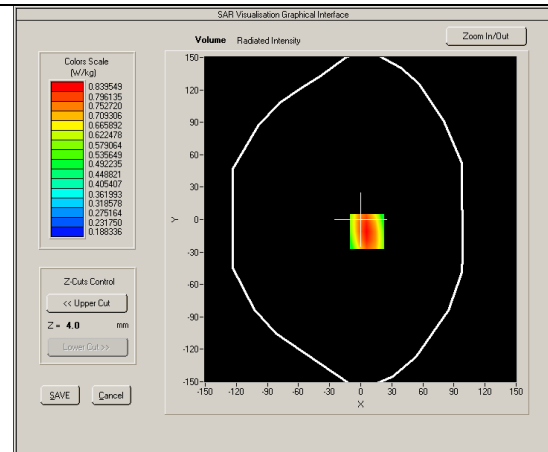 SAR Visualisation Graphical Interface
Volume Radiated Intensity
Zoom In/Out
Colors Scale
(W/kg)
0.839549
0.796135
0.752720
0.709306
0.665892
0.622478
0.579064
0.535649
0.492235
0.448821
0.405407
0.361993
0.318578
0.275164
0.231750
0.188336
Z-Cuts Control
<< Upper Cut
Z = 4.0 mm
Lower Cut >>
SAVE Cancel
150
120
90
60
30
0
-30
-60
-90
-120
-150
Y
-150 -120 -90 -60 -30 0 30 60 90 120 150
X